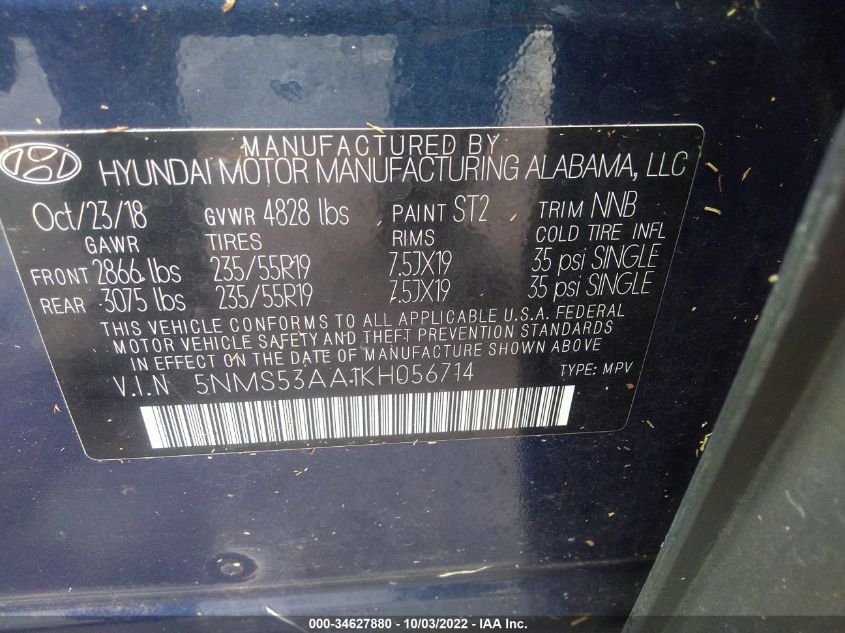 MANUFACTURED BY
HYUNDAI MOTOR MANUFACTURING ALABAMA, LLC
Oct/23/18 GVWR 4828 lbs PAINT ST2 TRIM NNB
GAWR TIRES RIMS COLD TIRE INFL
FRONT 2866 lbs 235/55R19 7.5JX19 35 psi SINGLE
REAR 3075 lbs 235/55R19 7.5JX19 35 psi SINGLE
THIS VEHICLE CONFORMS TO ALL APPLICABLE U.S.A. FEDERAL
MOTOR VEHICLE SAFETY AND THEFT PREVENTION STANDARDS
IN EFFECT ON THE DATE OF MANUFACTURE SHOWN ABOVE
V.I.N 5NMS53AA1KH056714 TYPE: MPV
000-34627880 - 10/03/2022 - IAA Inc.